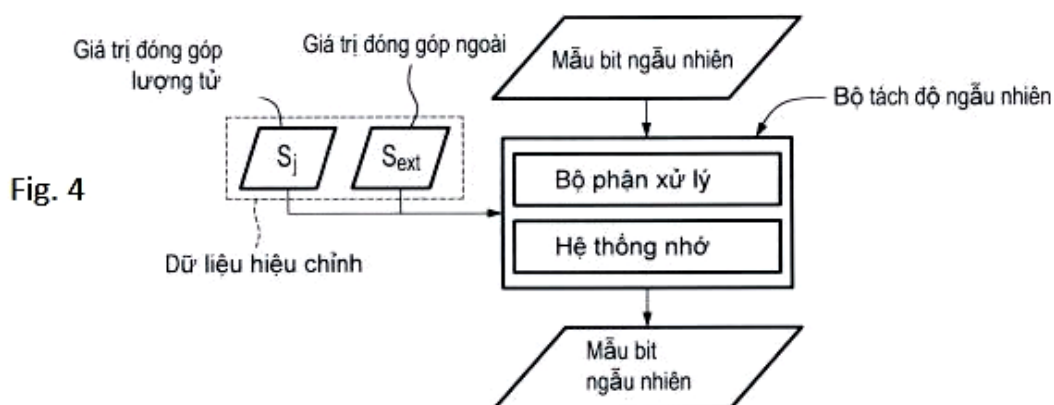 Giá trị đóng góp
lượng tử
Giá trị đóng góp ngoài
Mẫu bit ngẫu nhiên
Bộ tách độ ngẫu nhiên
Sj
Sext
Bộ phận xử lý
Fig. 4
Hệ thống nhớ
Dữ liệu hiệu chỉnh
Mẫu bit
ngẫu nhiên